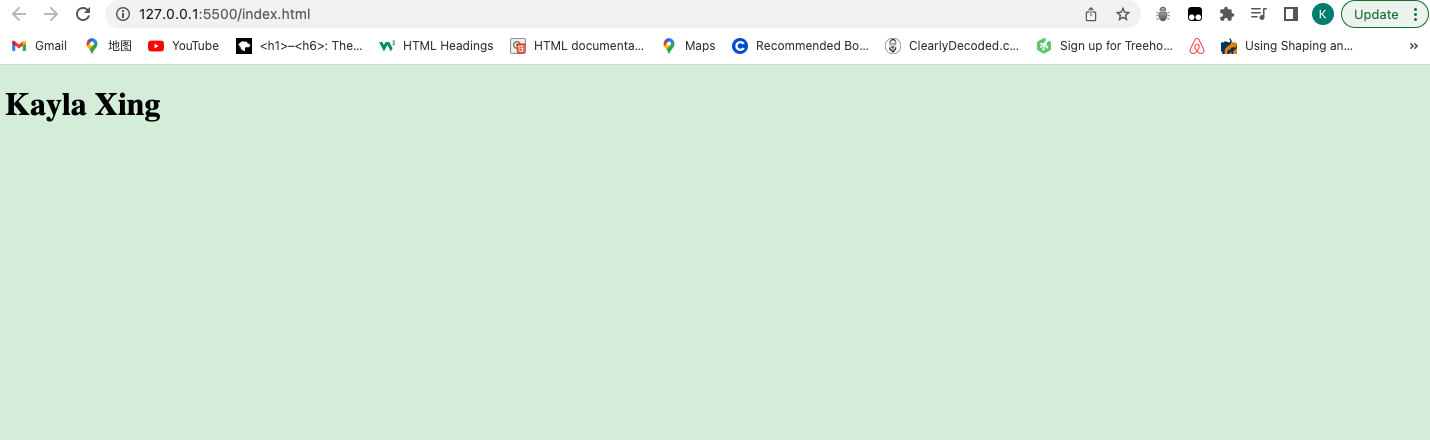 127.0.0.1:5500/index.html
Update
K
Gmail
地图
YouTube
<h1>–<h6>: The...
HTML Headings
HTML documenta...
Maps
Recommended Bo...
ClearlyDecoded.c...
Sign up for Treeho...
Using Shaping an...
»
Kayla Xing